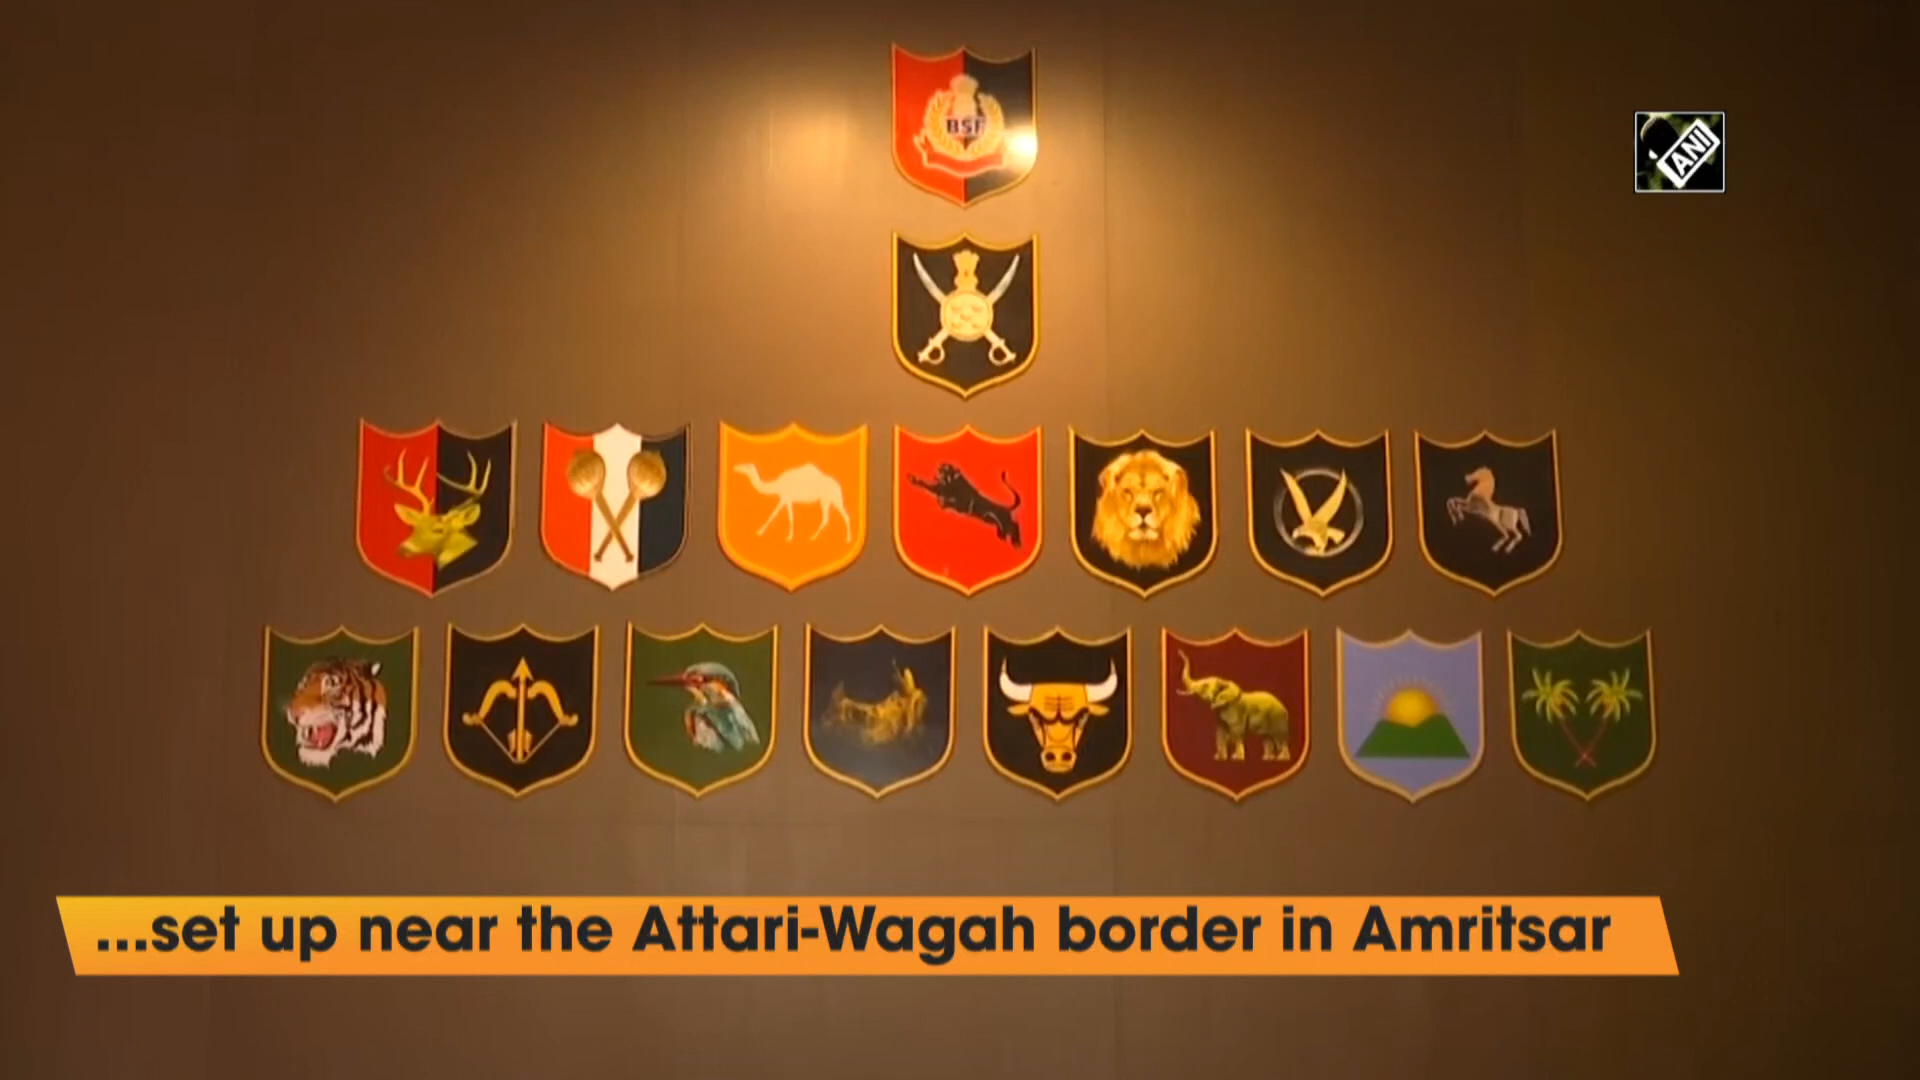 BSF
ANI
...set up near the Attari-Wagah border in Amritsar